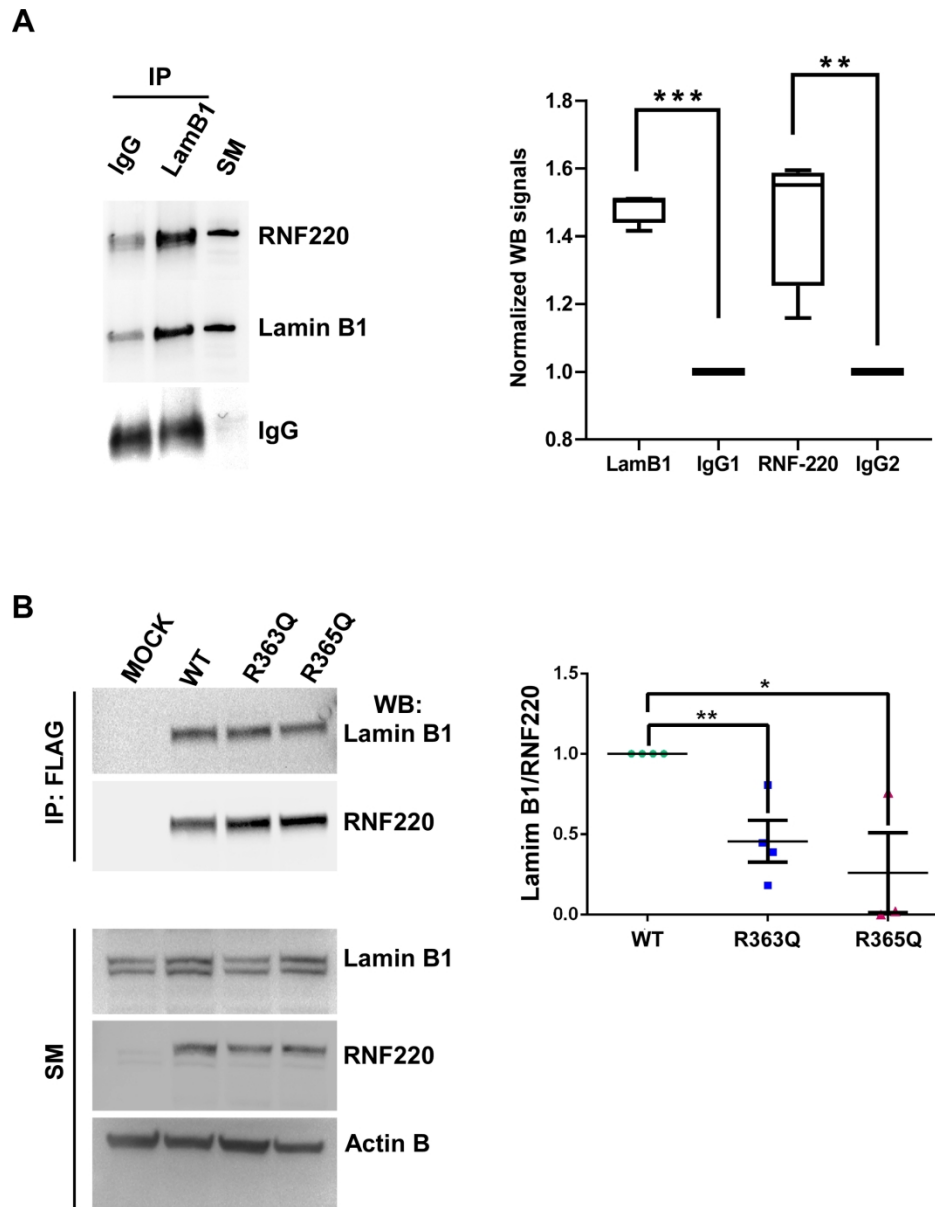 A
IP
IgG
LamB1
SM
RNF220
Lamin B1
IgG
Normalized WB signals
1.8
1.6
1.4
1.2
1.0
0.8
***
**
LamB1
IgG1
RNF-220
IgG2
B
MOCK
WT
R363Q
R365Q
WB:
IP: FLAG
Lamin B1
RNF220
SM
Lamin B1
RNF220
Actin B
Lamim B1/RNF220
1.5
1.0
0.5
0.0
*
**
WT
R363Q
R365Q